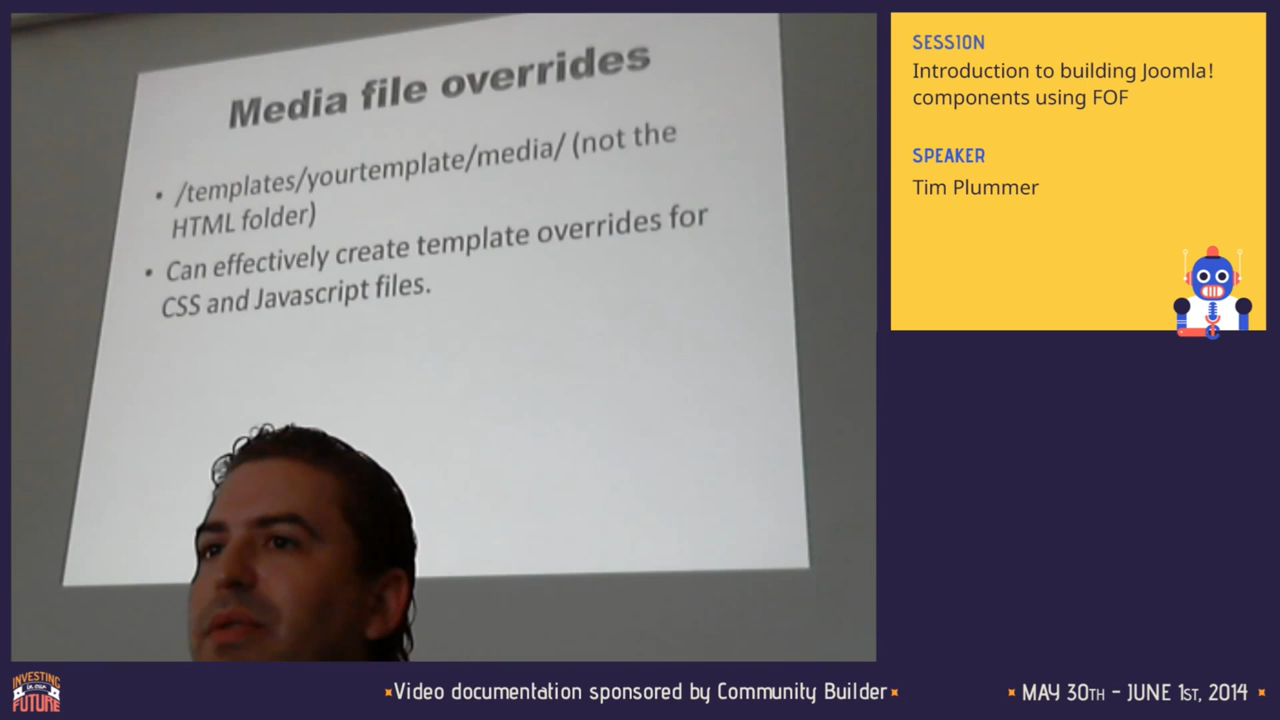 Media file overrides
• /templates/yourtemplate/media/ (not the
HTML folder)
• Can effectively create template overrides for
CSS and Javascript files.
SESSION
Introduction to building Joomla!
components using FOF
SPEAKER
Tim Plummer
INVESTING
IN OUR
FUTURE
Video documentation sponsored by Community Builder
MAY 30TH - JUNE 1ST, 2014